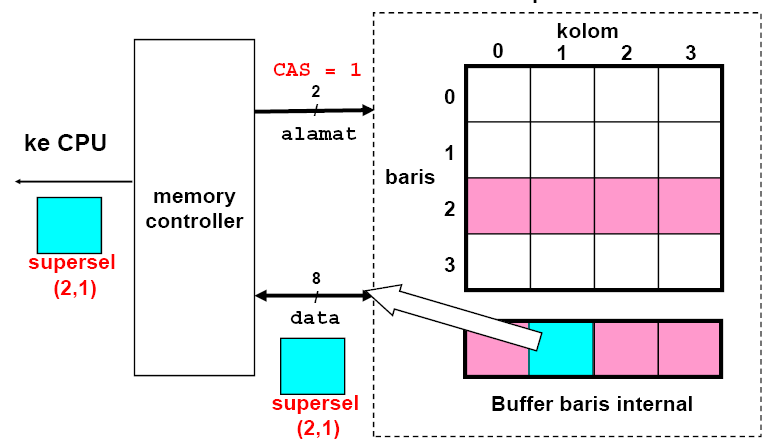 kolom
0 1 2 3
CAS = 1
2
alamat
0
1
2
3
baris
ke CPU
memory
controller
supersel
(2,1)
8
data
supersel
(2,1)
Buffer baris internal